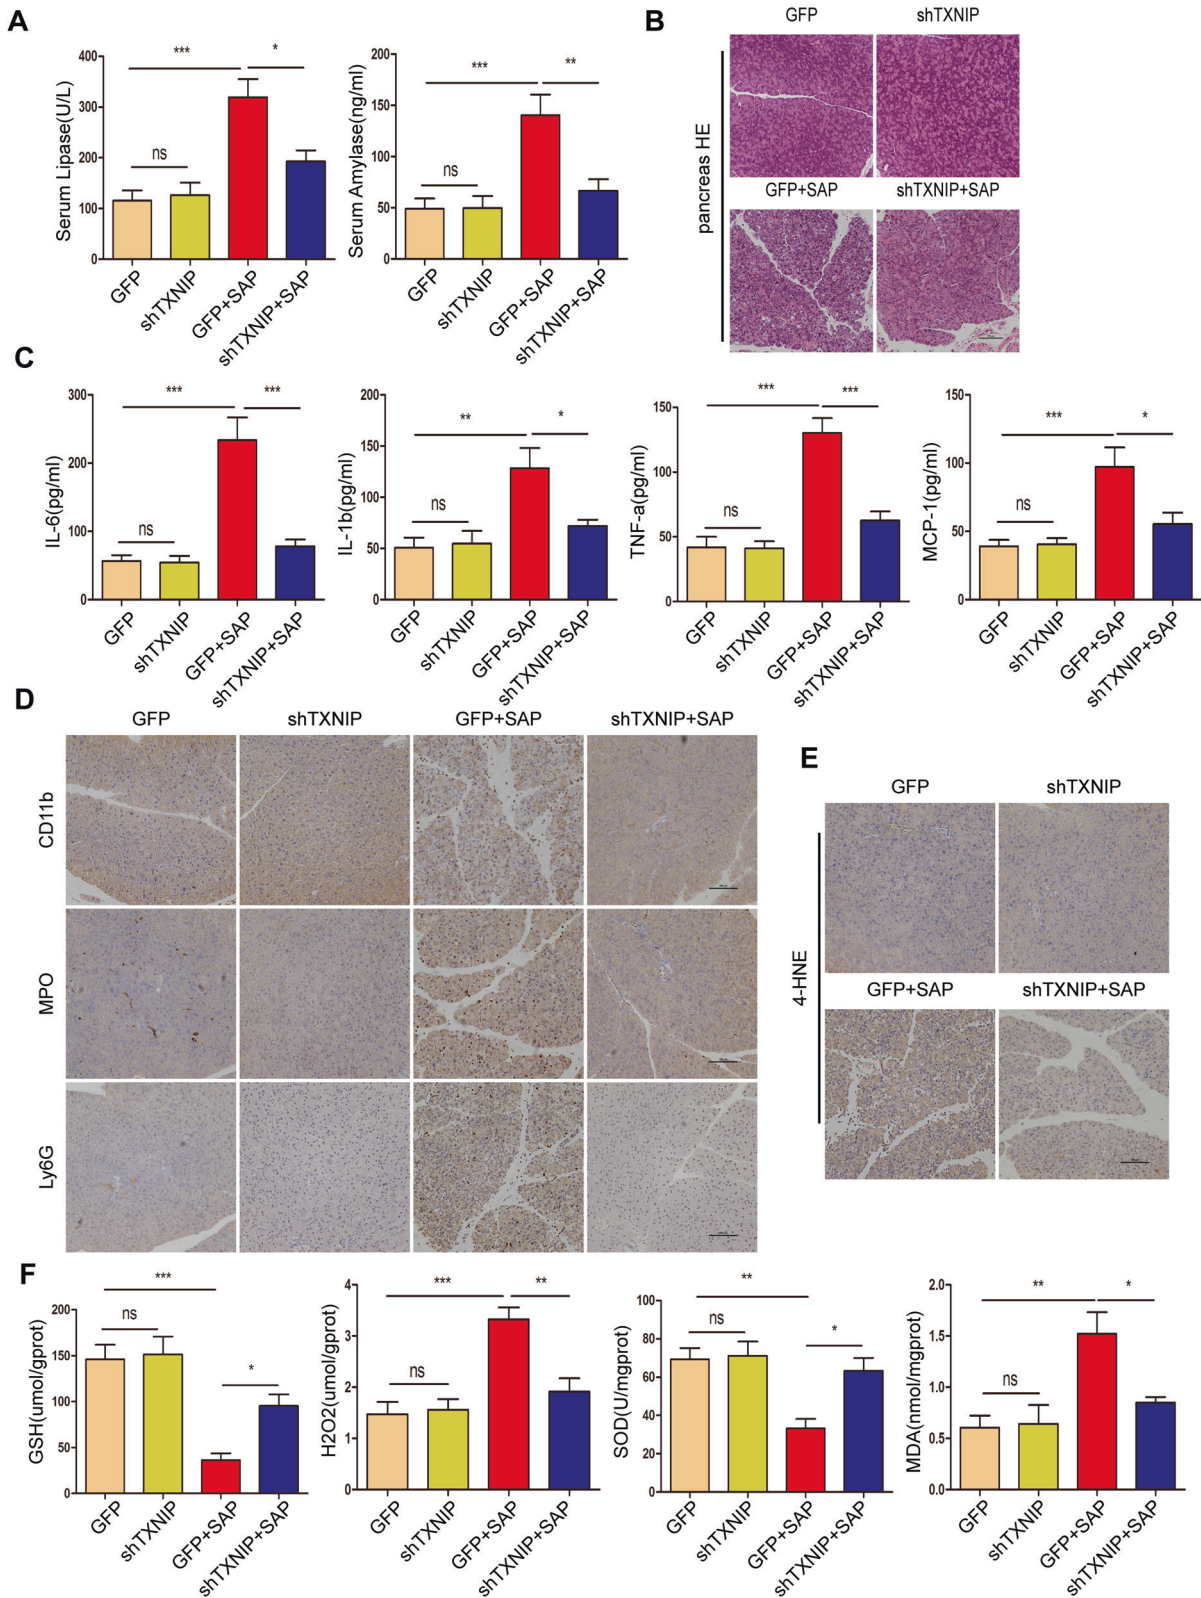 A
Serum Lipase(U/L)
400
300
200
100
0
***
*
ns
GFP
shTXNIP
GFP+SAP
shTXNIP+SAP
Serum Amylase(ng/ml)
200
150
100
50
0
***
**
ns
GFP
shTXNIP
GFP+SAP
shTXNIP+SAP
B
pancreas HE
GFP
shTXNIP
GFP+SAP
shTXNIP+SAP
C
IL-6(pg/ml)
300
200
100
0
***
***
ns
GFP
shTXNIP
GFP+SAP
shTXNIP+SAP
IL-1b(pg/ml)
200
150
100
50
0
**
*
ns
GFP
shTXNIP
GFP+SAP
shTXNIP+SAP
TNF-a(pg/ml)
150
100
50
0
***
***
ns
GFP
shTXNIP
GFP+SAP
shTXNIP+SAP
MCP-1(pg/ml)
150
100
50
0
***
*
ns
GFP
shTXNIP
GFP+SAP
shTXNIP+SAP
D
GFP
shTXNIP
GFP+SAP
shTXNIP+SAP
CD11b
MPO
Ly6G
E
4-HNE
GFP
shTXNIP
GFP+SAP
shTXNIP+SAP
F
GSH(umol/gprot)
200
150
100
50
0
***
ns
*
GFP
shTXNIP
GFP+SAP
shTXNIP+SAP
H2O2(umol/gprot)
4
3
2
1
0
***
**
ns
GFP
shTXNIP
GFP+SAP
shTXNIP+SAP
SOD(U/mgprot)
100
80
60
40
20
0
**
ns
*
GFP
shTXNIP
GFP+SAP
shTXNIP+SAP
MDA(nmol/mgprot)
2.0
1.5
1.0
0.5
0.0
**
*
ns
GFP
shTXNIP
GFP+SAP
shTXNIP+SAP